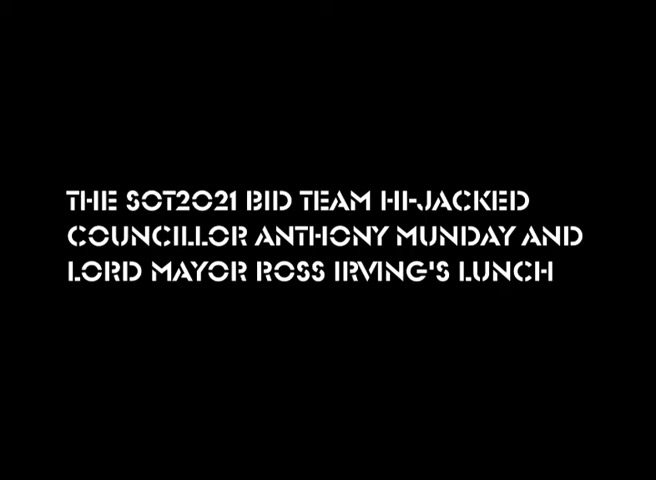 THE SOT2021 BID TEAM HI-JACKED
COUNCILLOR ANTHONY MUNDAY AND
LORD MAYOR ROSS IRVING'S LUNCH